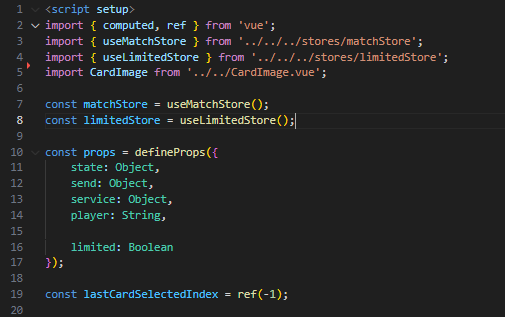 1 <script setup>
2 import { computed, ref } from 'vue';
3 import { useMatchStore } from '../../../stores/matchStore';
4 import { useLimitedStore } from '../../../stores/limitedStore';
5 import CardImage from '../../CardImage.vue';
6
7 const matchStore = useMatchStore();
8 const limitedStore = useLimitedStore();
9
10 const props = defineProps({
11     state: Object,
12     send: Object,
13     service: Object,
14     player: String,
15
16     limited: Boolean
17 });
18
19 const lastCardSelectedIndex = ref(-1);
20